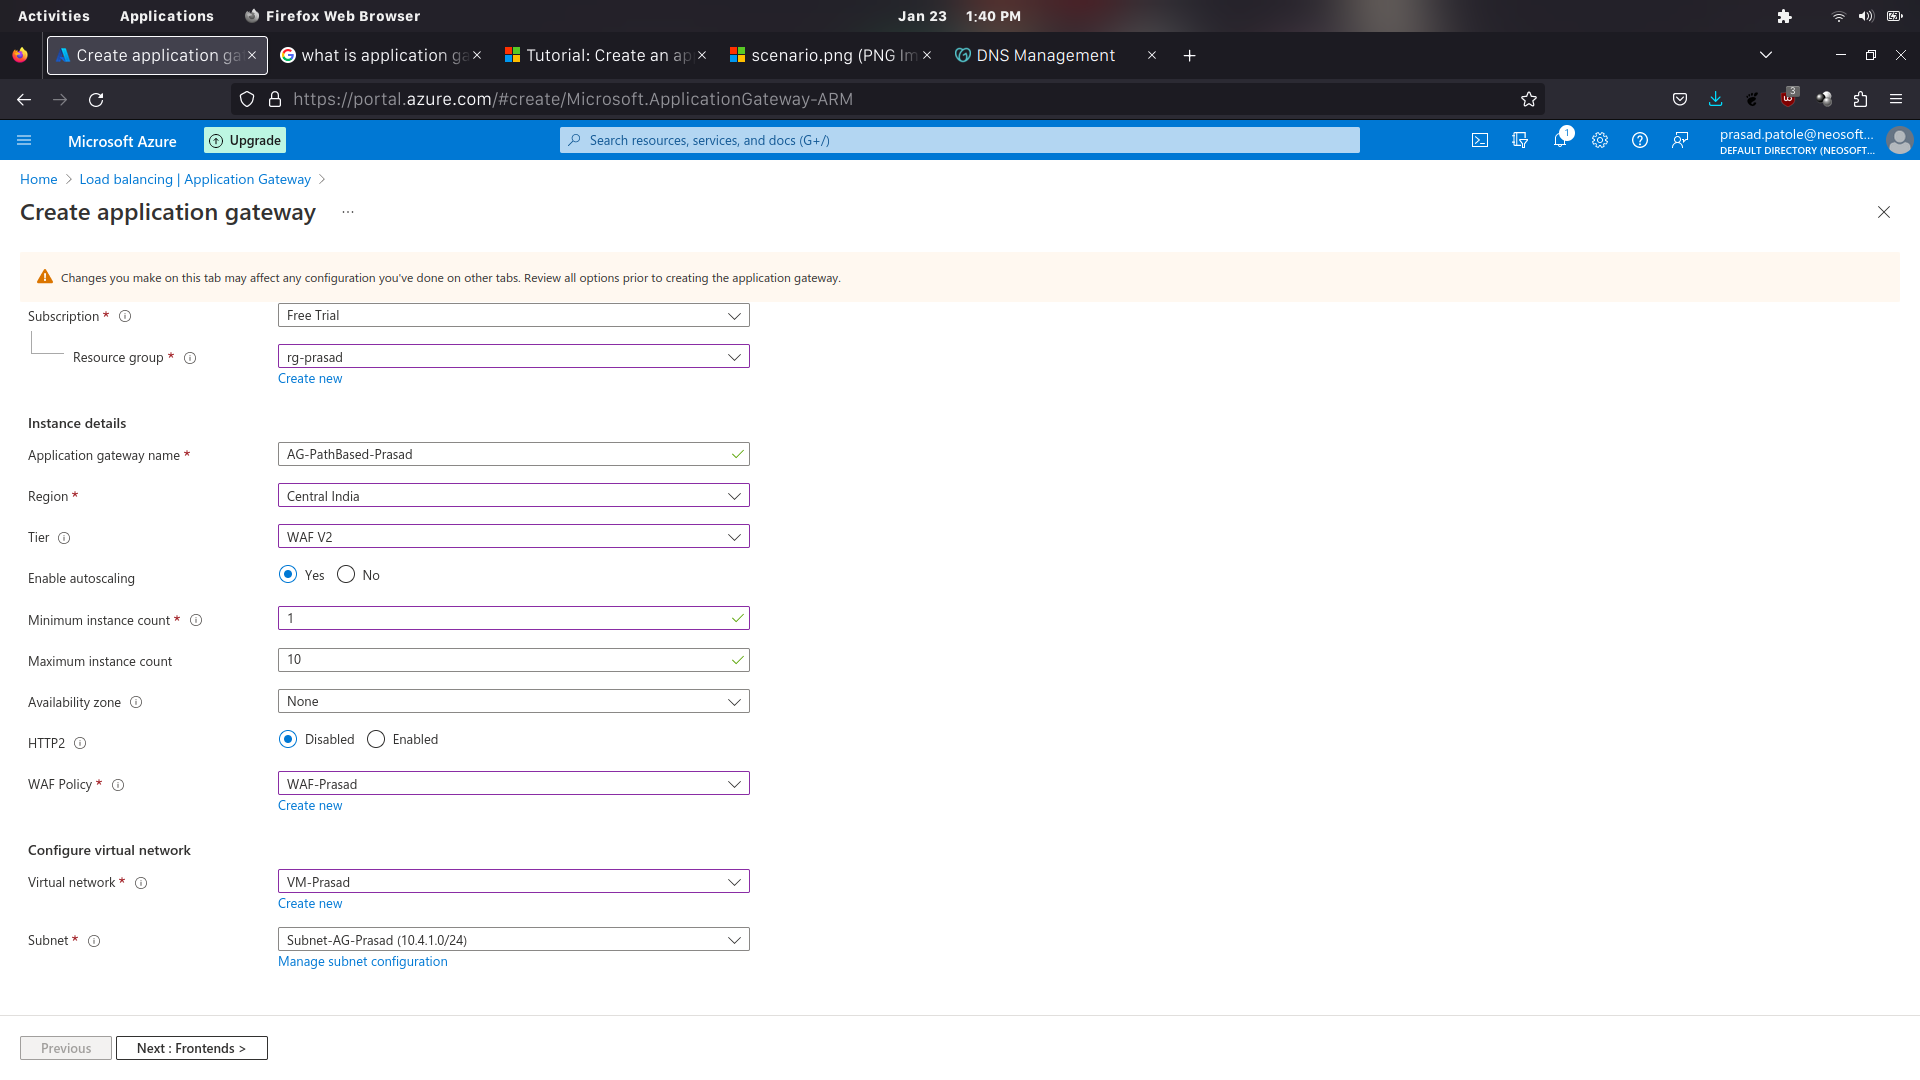 Activities Applications Firefox Web Browser Jan 23 1:40 PM
Create application ga what is application ga Tutorial: Create an ap scenario.png (PNG Im DNS Management
https://portal.azure.com/#create/Microsoft.ApplicationGateway-ARM 3
Microsoft Azure Upgrade Search resources, services, and docs (G+/) 1 prasad.patole@neosoft...
DEFAULT DIRECTORY (NEOSOFT...
Home > Load balancing | Application Gateway >
Create application gateway ...
Changes you make on this tab may affect any configuration you've done on other tabs. Review all options prior to creating the application gateway.
Subscription * Free Trial
Resource group * rg-prasad
Create new
Instance details
Application gateway name * AG-PathBased-Prasad
Region * Central India
Tier WAF V2
Enable autoscaling Yes No
Minimum instance count * 1
Maximum instance count 10
Availability zone None
HTTP2 Disabled Enabled
WAF Policy * WAF-Prasad
Create new
Configure virtual network
Virtual network * VM-Prasad
Create new
Subnet * Subnet-AG-Prasad (10.4.1.0/24)
Manage subnet configuration
Previous Next : Frontends >